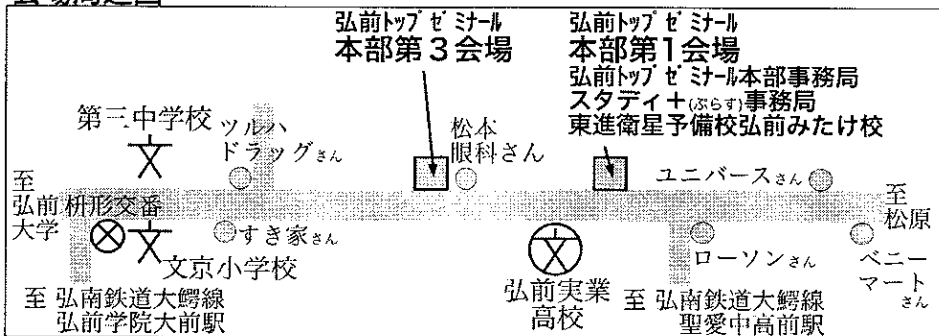 弘前トップゼミナール
本部第3会場
弘前トップゼミナール
本部第1会場
弘前トップゼミナール本部事務局
スタディ+(ぷらす)事務局
東進衛星予備校弘前みたけ校
第三中学校
ツルハ
ドラッグさん
松本
眼科さん
ユニバースさん
至
弘前
大学
枡形交番
至
松原
文京小学校
すき家さん
弘前実業
高校
ローソンさん
ベニー
マート
さん
至 弘南鉄道大鰐線
弘前学院大前駅
至 弘南鉄道大鰐線
聖愛中高前駅